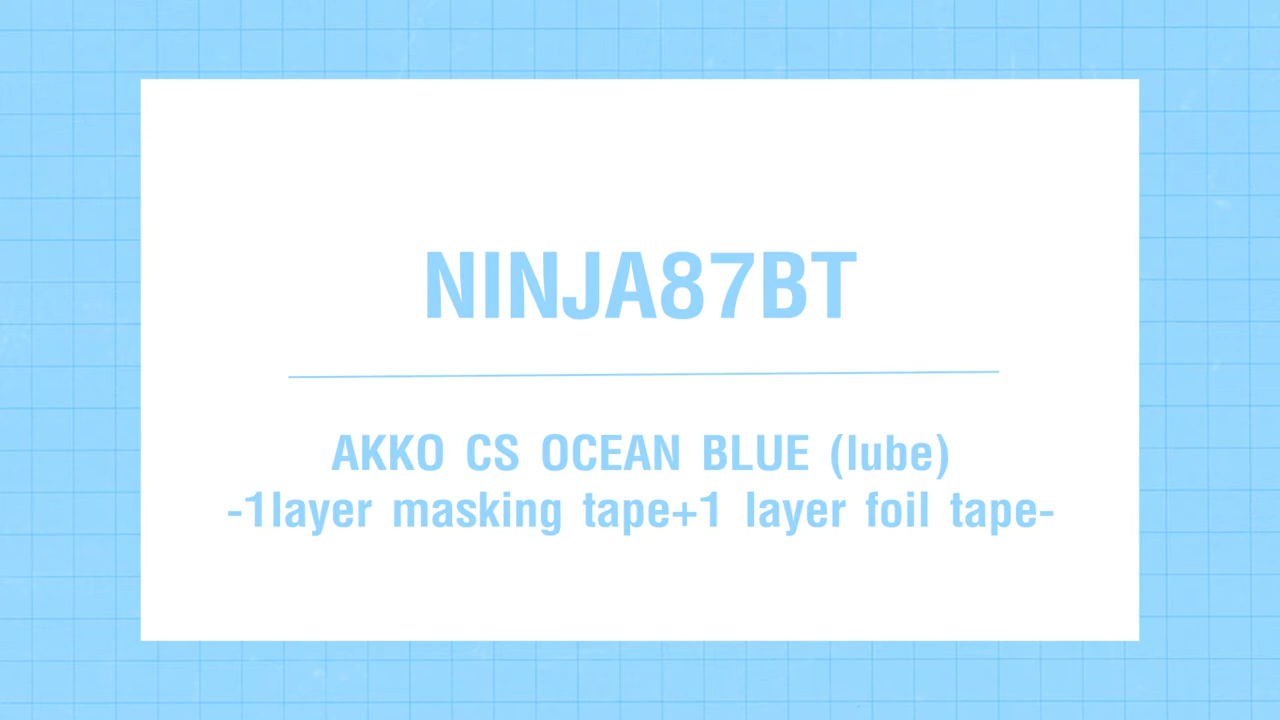 NINJA87BT
AKKO CS OCEAN BLUE (lube)
-1layer masking tape+1 layer foil tape-